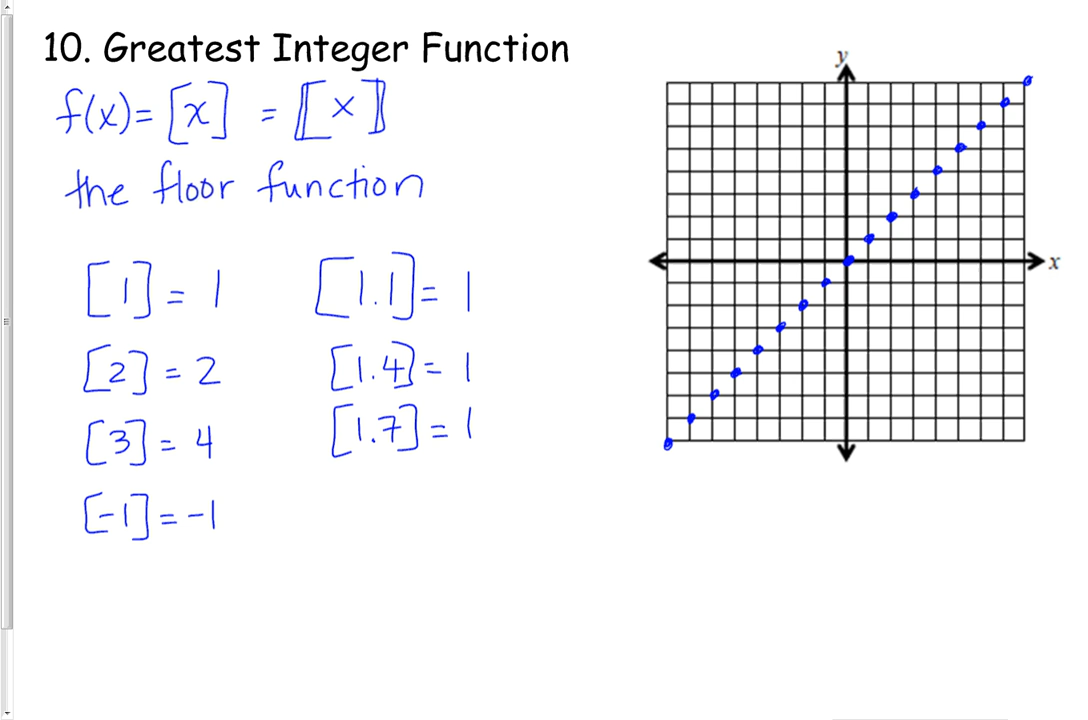 10. Greatest Integer Function
f(x) = [x] = ⟦x⟧
the floor function
[1] = 1
[2] = 2
[3] = 4
[-1] = -1
[1.1] = 1
[1.4] = 1
[1.7] = 1
y
x